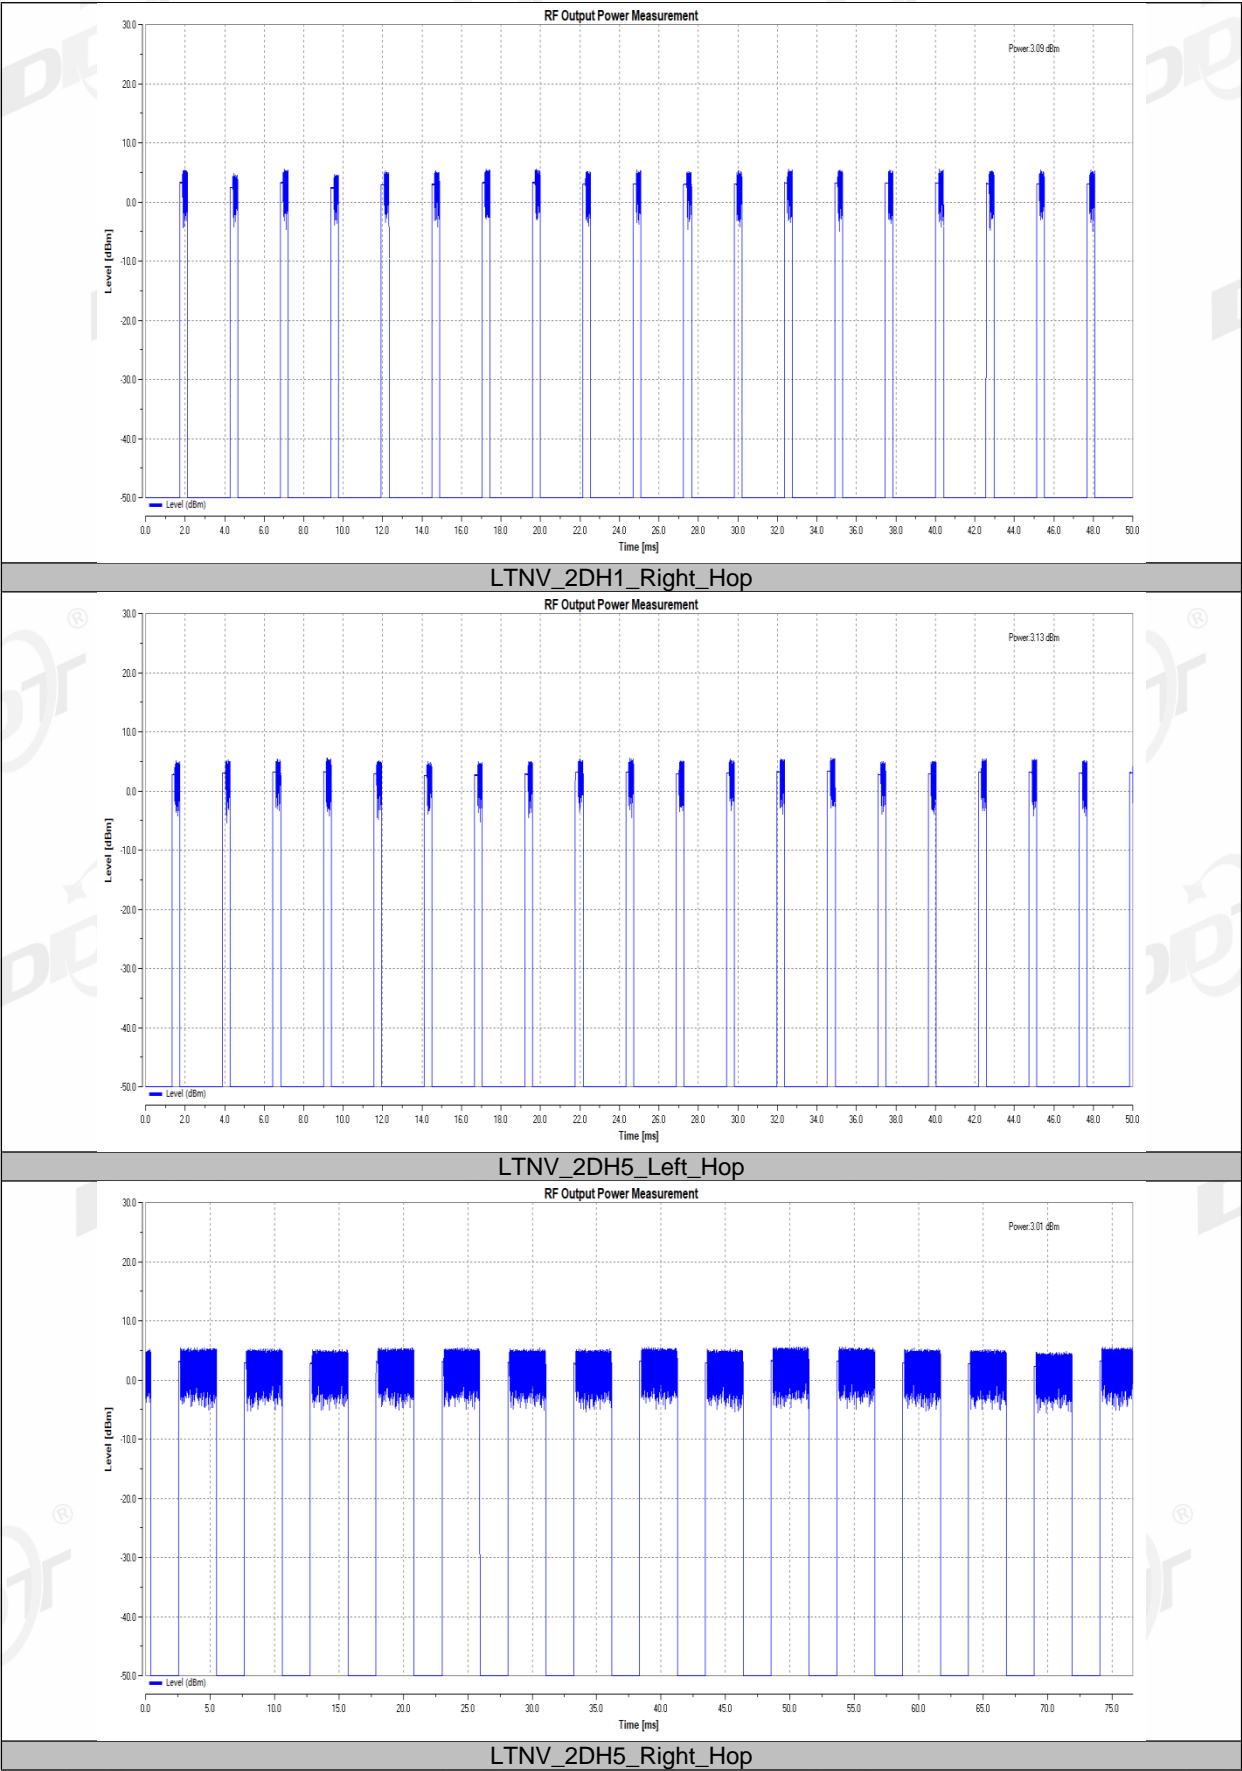 RF Output Power Measurement
Power:3.09 dBm
30.0
20.0
10.0
0.0
-10.0
-20.0
-30.0
-40.0
-50.0
Level [dBm]
Level (dBm)
0.0 2.0 4.0 6.0 8.0 10.0 12.0 14.0 16.0 18.0 20.0 22.0 24.0 26.0 28.0 30.0 32.0 34.0 36.0 38.0 40.0 42.0 44.0 46.0 48.0 50.0
Time [ms]
LTNV_2DH1_Right_Hop
RF Output Power Measurement
Power:3.13 dBm
30.0
20.0
10.0
0.0
-10.0
-20.0
-30.0
-40.0
-50.0
Level [dBm]
Level (dBm)
0.0 2.0 4.0 6.0 8.0 10.0 12.0 14.0 16.0 18.0 20.0 22.0 24.0 26.0 28.0 30.0 32.0 34.0 36.0 38.0 40.0 42.0 44.0 46.0 48.0 50.0
Time [ms]
LTNV_2DH5_Left_Hop
RF Output Power Measurement
Power:3.01 dBm
30.0
20.0
10.0
0.0
-10.0
-20.0
-30.0
-40.0
-50.0
Level [dBm]
Level (dBm)
0.0 5.0 10.0 15.0 20.0 25.0 30.0 35.0 40.0 45.0 50.0 55.0 60.0 65.0 70.0 75.0
Time [ms]
LTNV_2DH5_Right_Hop